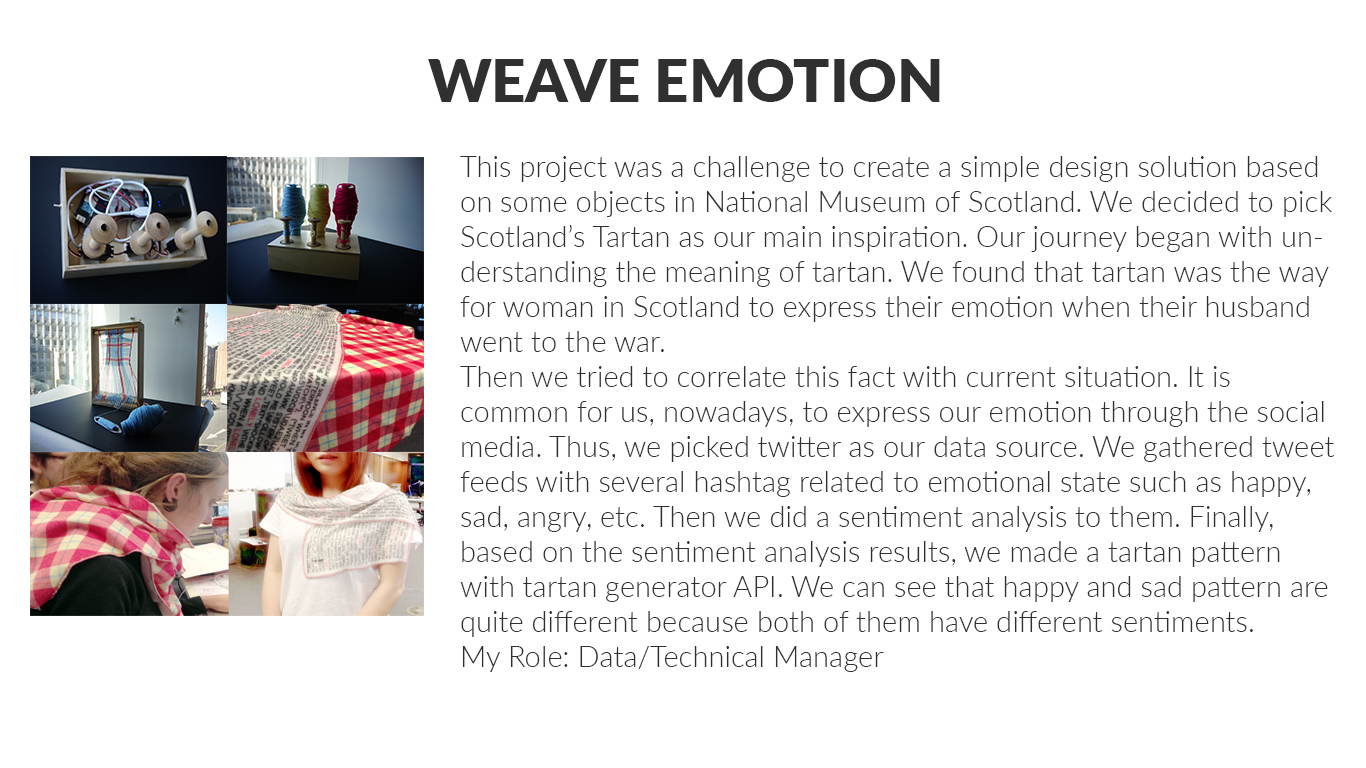 WEAVE EMOTION
This project was a challenge to create a simple design solution based
on some objects in National Museum of Scotland. We decided to pick
Scotland’s Tartan as our main inspiration. Our journey began with un-
derstanding the meaning of tartan. We found that tartan was the way
for woman in Scotland to express their emotion when their husband
went to the war.
Then we tried to correlate this fact with current situation. It is
common for us, nowadays, to express our emotion through the social
media. Thus, we picked twitter as our data source. We gathered tweet
feeds with several hashtag related to emotional state such as happy,
sad, angry, etc. Then we did a sentiment analysis to them. Finally,
based on the sentiment analysis results, we made a tartan pattern
with tartan generator API. We can see that happy and sad pattern are
quite different because both of them have different sentiments.
My Role: Data/Technical Manager